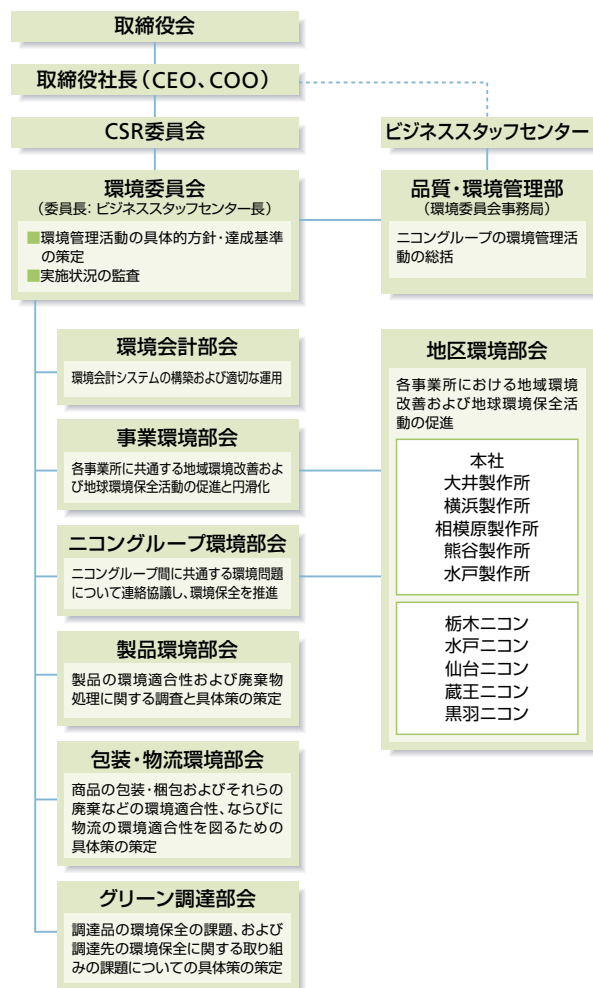 取締役会
取締役社長（CEO、COO）
CSR委員会
ビジネススタッフセンター
環境委員会
（委員長：ビジネススタッフセンター長）
■環境管理活動の具体的方針・達成基準
の策定
■実施状況の監査
品質・環境管理部
（環境委員会事務局）
ニコングループの環境管理活
動の総括
環境会計部会
環境会計システムの構築および適切な運用
事業環境部会
各事業所に共通する地域環境改善およ
び地球環境保全活動の促進と円滑化
ニコングループ環境部会
ニコングループ間に共通する環境問題
について連絡協議し、環境保全を推進
製品環境部会
製品の環境適合性および廃棄物
処理に関する調査と具体策の策定
包装・物流環境部会
商品の包装・梱包およびそれらの
廃棄などの環境適合性、ならびに
物流の環境適合性を図るための
具体策の策定
グリーン調達部会
調達品の環境保全の課題、および
調達先の環境保全に関する取り組
みの課題についての具体策の策定
地区環境部会
各事業所における地域環境
改善および地球環境保全活
動の促進
本社
大井製作所
横浜製作所
相模原製作所
熊谷製作所
水戸製作所
栃木ニコン
水戸ニコン
仙台ニコン
蔵王ニコン
黒羽ニコン